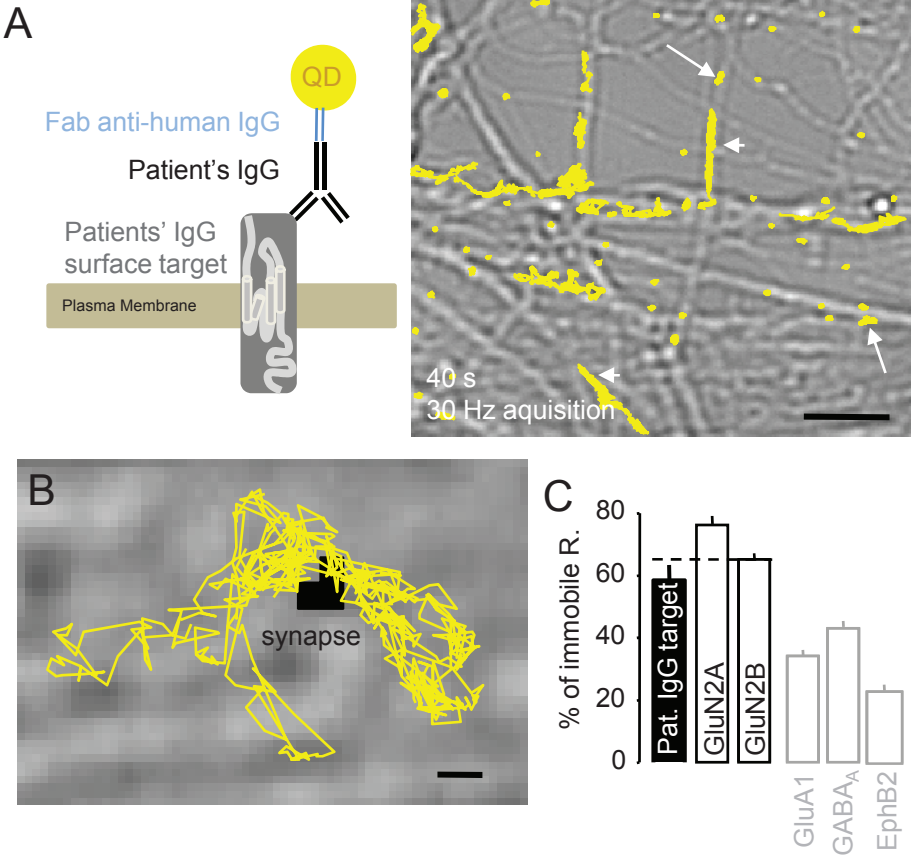 A
QD
Fab anti-human IgG
Patient's IgG
Patients' IgG
surface target
Plasma Membrane
40 s
30 Hz aquisition
B
synapse
C
% of immobile R.
80
60
40
20
0
Pat. IgG target
GluN2A
GluN2B
GluA1
GABA_A
EphB2